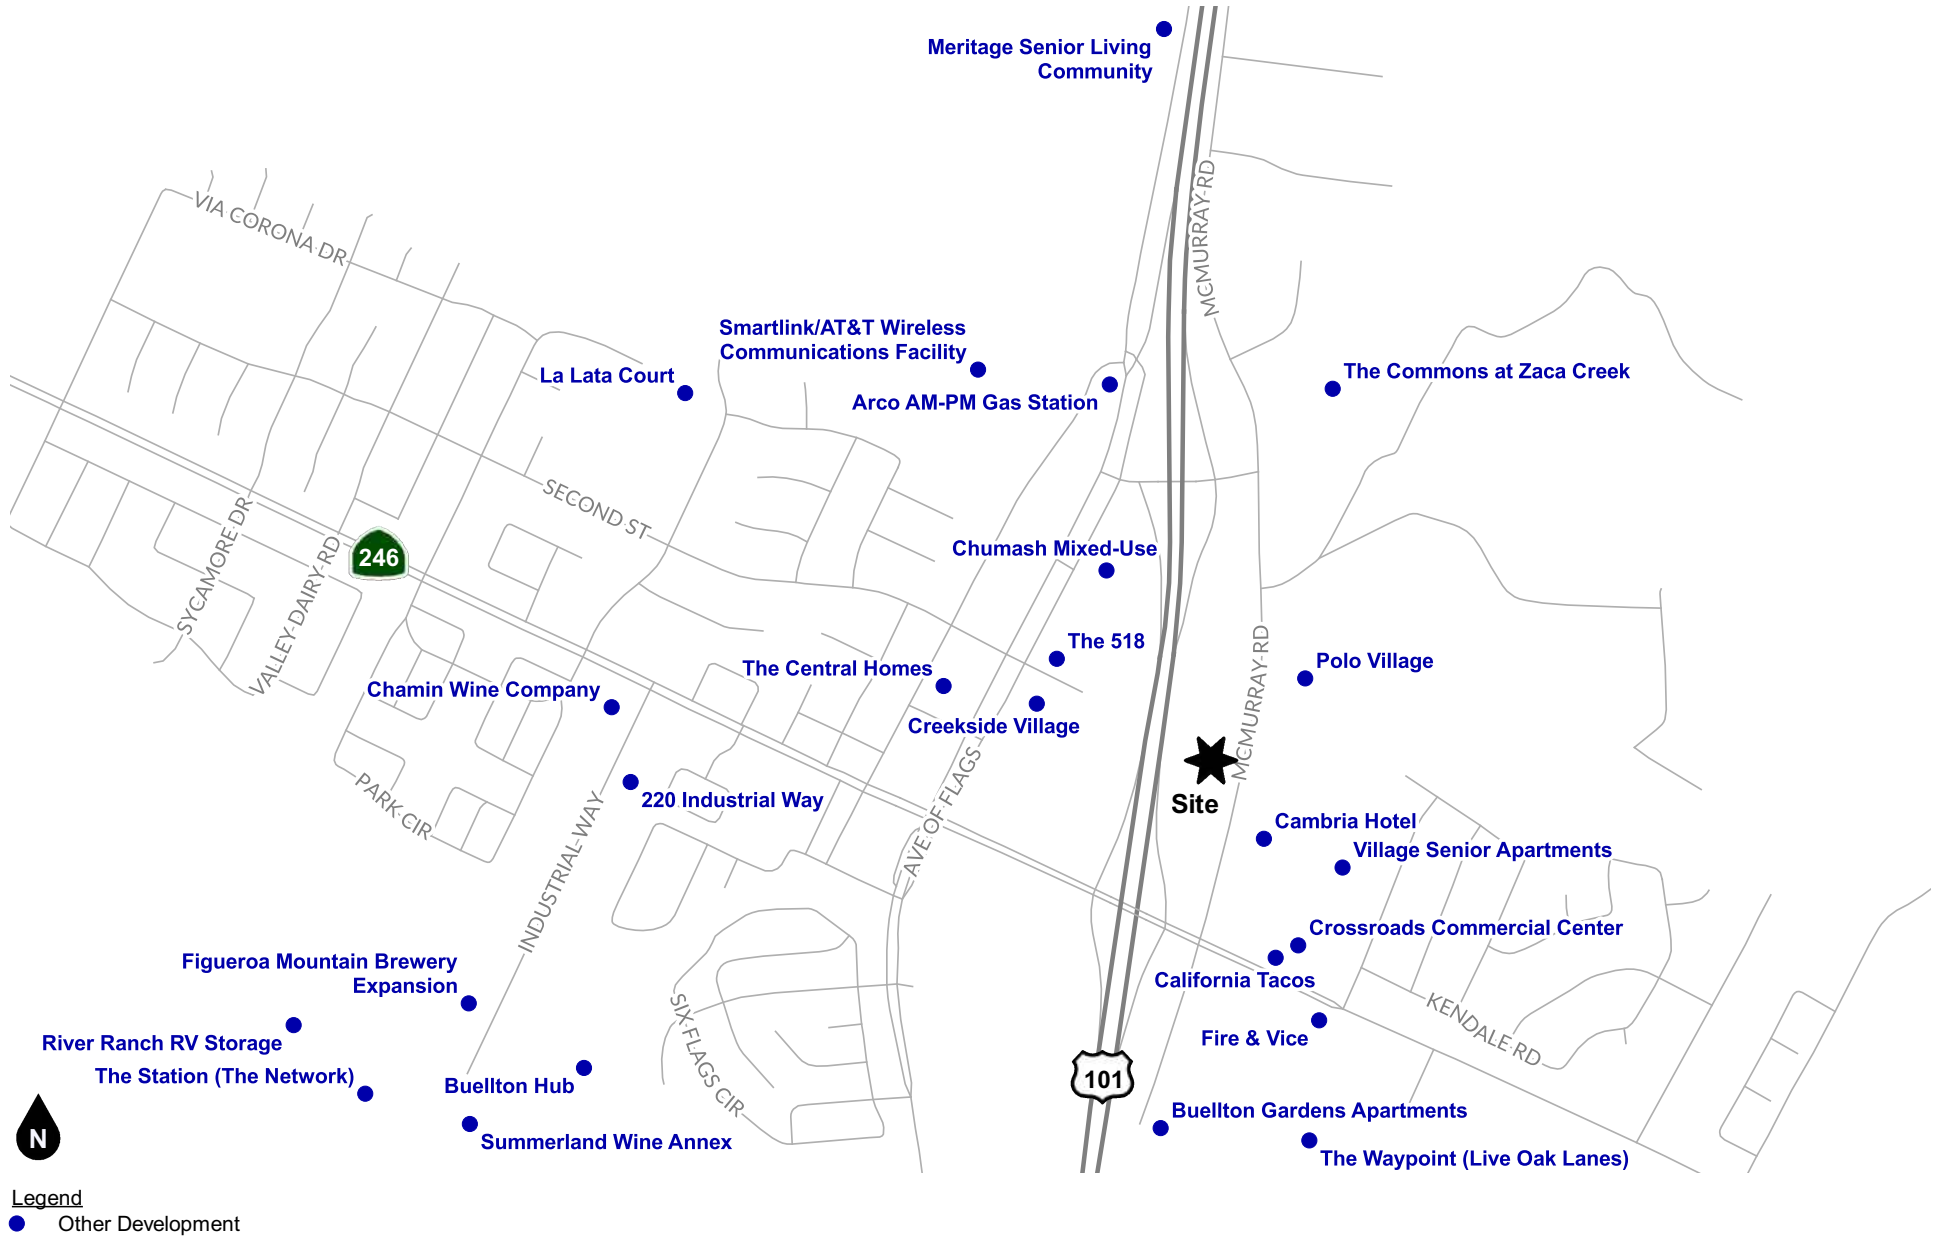 Meritage Senior Living
Community
MCMURRAY RD
VIA CORONA DR
Smartlink/AT&T Wireless
Communications Facility
La Lata Court
Arco AM-PM Gas Station
The Commons at Zaca Creek
SECOND ST
SYCAMORE DR
VALLEY DAIRY RD
246
Chumash Mixed-Use
The 518
The Central Homes
Polo Village
Chamin Wine Company
Creekside Village
MCMURRAY RD
PARK CIR
220 Industrial Way
INDUSTRIAL WAY
AVE OF FLAGS
Site
Cambria Hotel
Village Senior Apartments
Crossroads Commercial Center
California Tacos
Figueroa Mountain Brewery
Expansion
KENDALE RD
River Ranch RV Storage
Fire & Vice
SIX FLAGS CIR
The Station (The Network)
Buellton Hub
101
Buellton Gardens Apartments
Summerland Wine Annex
The Waypoint (Live Oak Lanes)
N
Legend
Other Development